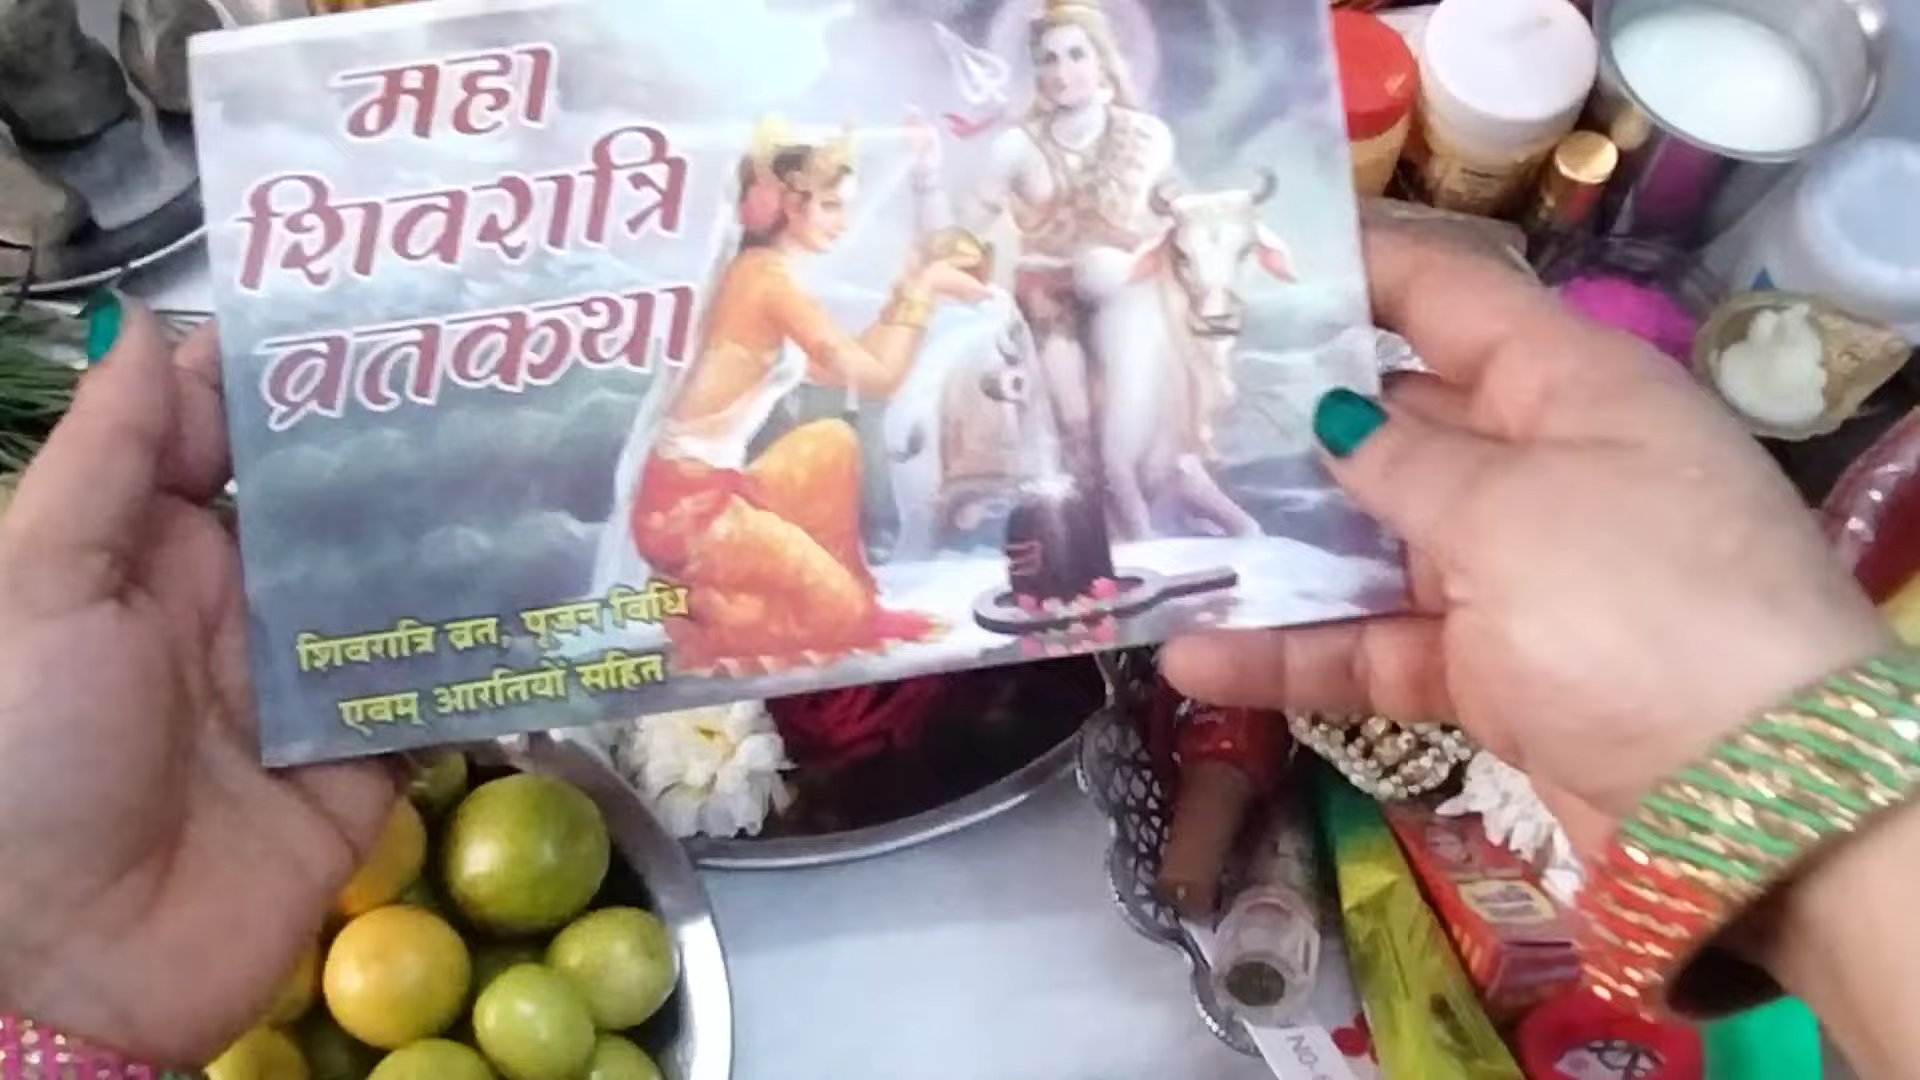 महा
शिवरात्रि
व्रतकथा
शिवरात्रि व्रत, पूजन विधि
एवम् आरतियों सहित